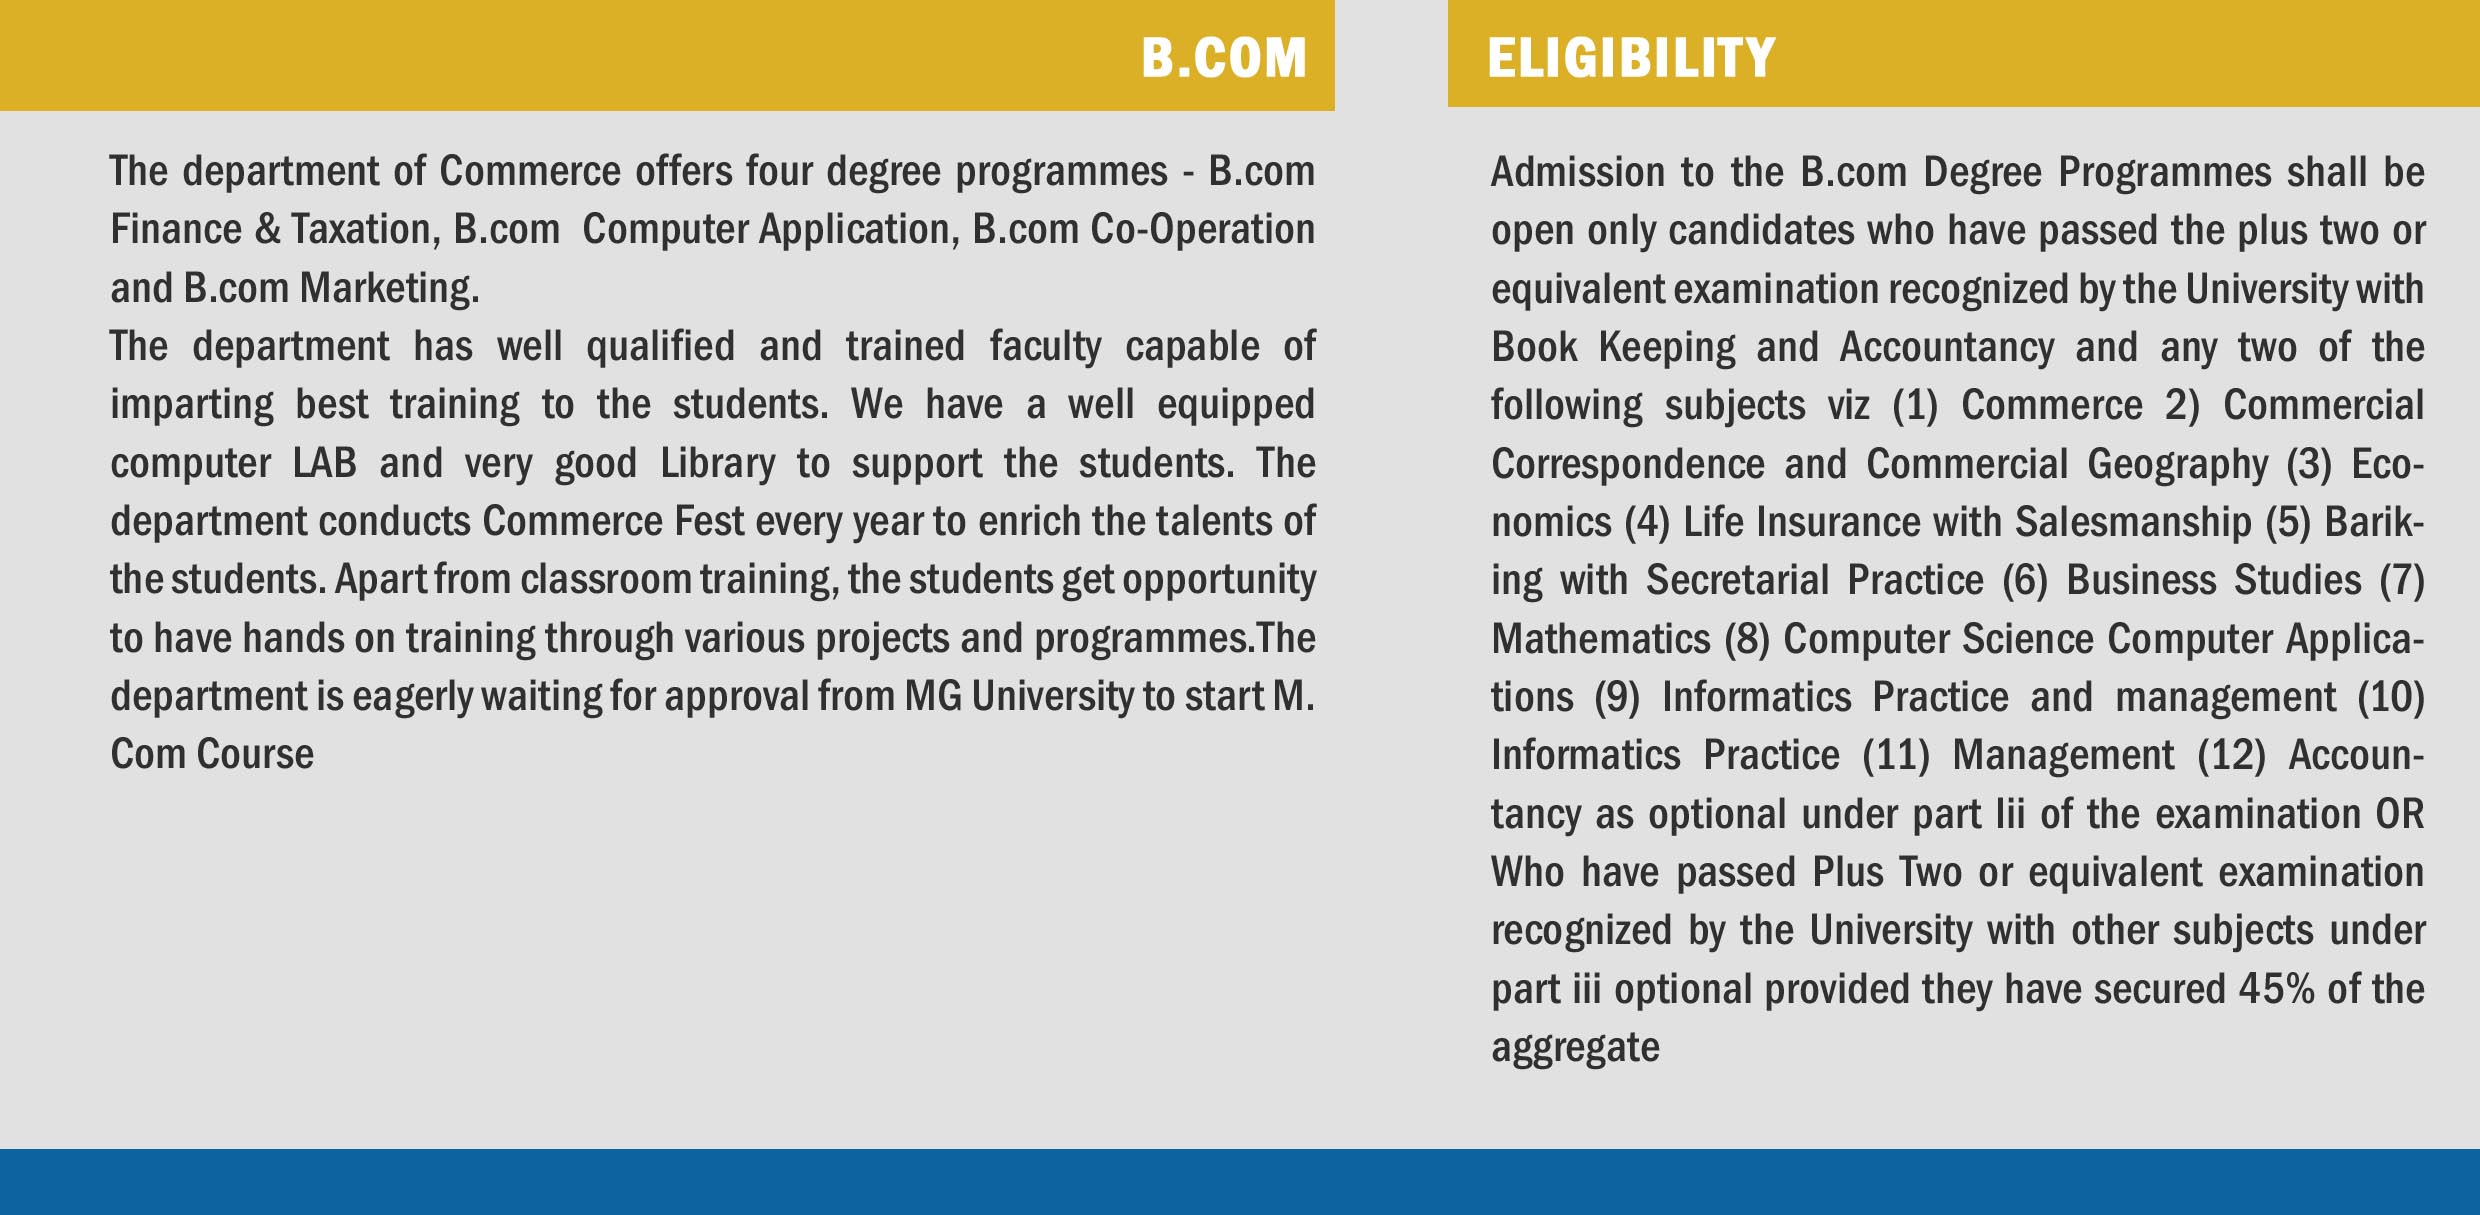 B.COM
The department of Commerce offers four degree programmes - B.com
Finance & Taxation, B.com  Computer Application, B.com Co-Operation
and B.com Marketing.
The department has well qualified and trained faculty capable of
imparting best training to the students. We have a well equipped
computer LAB and very good Library to support the students. The
department conducts Commerce Fest every year to enrich the talents of
the students. Apart from classroom training, the students get opportunity
to have hands on training through various projects and programmes.The
department is eagerly waiting for approval from MG University to start M.
Com Course
ELIGIBILITY
Admission to the B.com Degree Programmes shall be
open only candidates who have passed the plus two or
equivalent examination recognized by the University with
Book Keeping and Accountancy and any two of the
following subjects viz (1) Commerce 2) Commercial
Correspondence and Commercial Geography (3) Eco-
nomics (4) Life Insurance with Salesmanship (5) Barik-
ing with Secretarial Practice (6) Business Studies (7)
Mathematics (8) Computer Science Computer Applica-
tions (9) Informatics Practice and management (10)
Informatics Practice (11) Management (12) Accoun-
tancy as optional under part Iii of the examination OR
Who have passed Plus Two or equivalent examination
recognized by the University with other subjects under
part iii optional provided they have secured 45% of the
aggregate